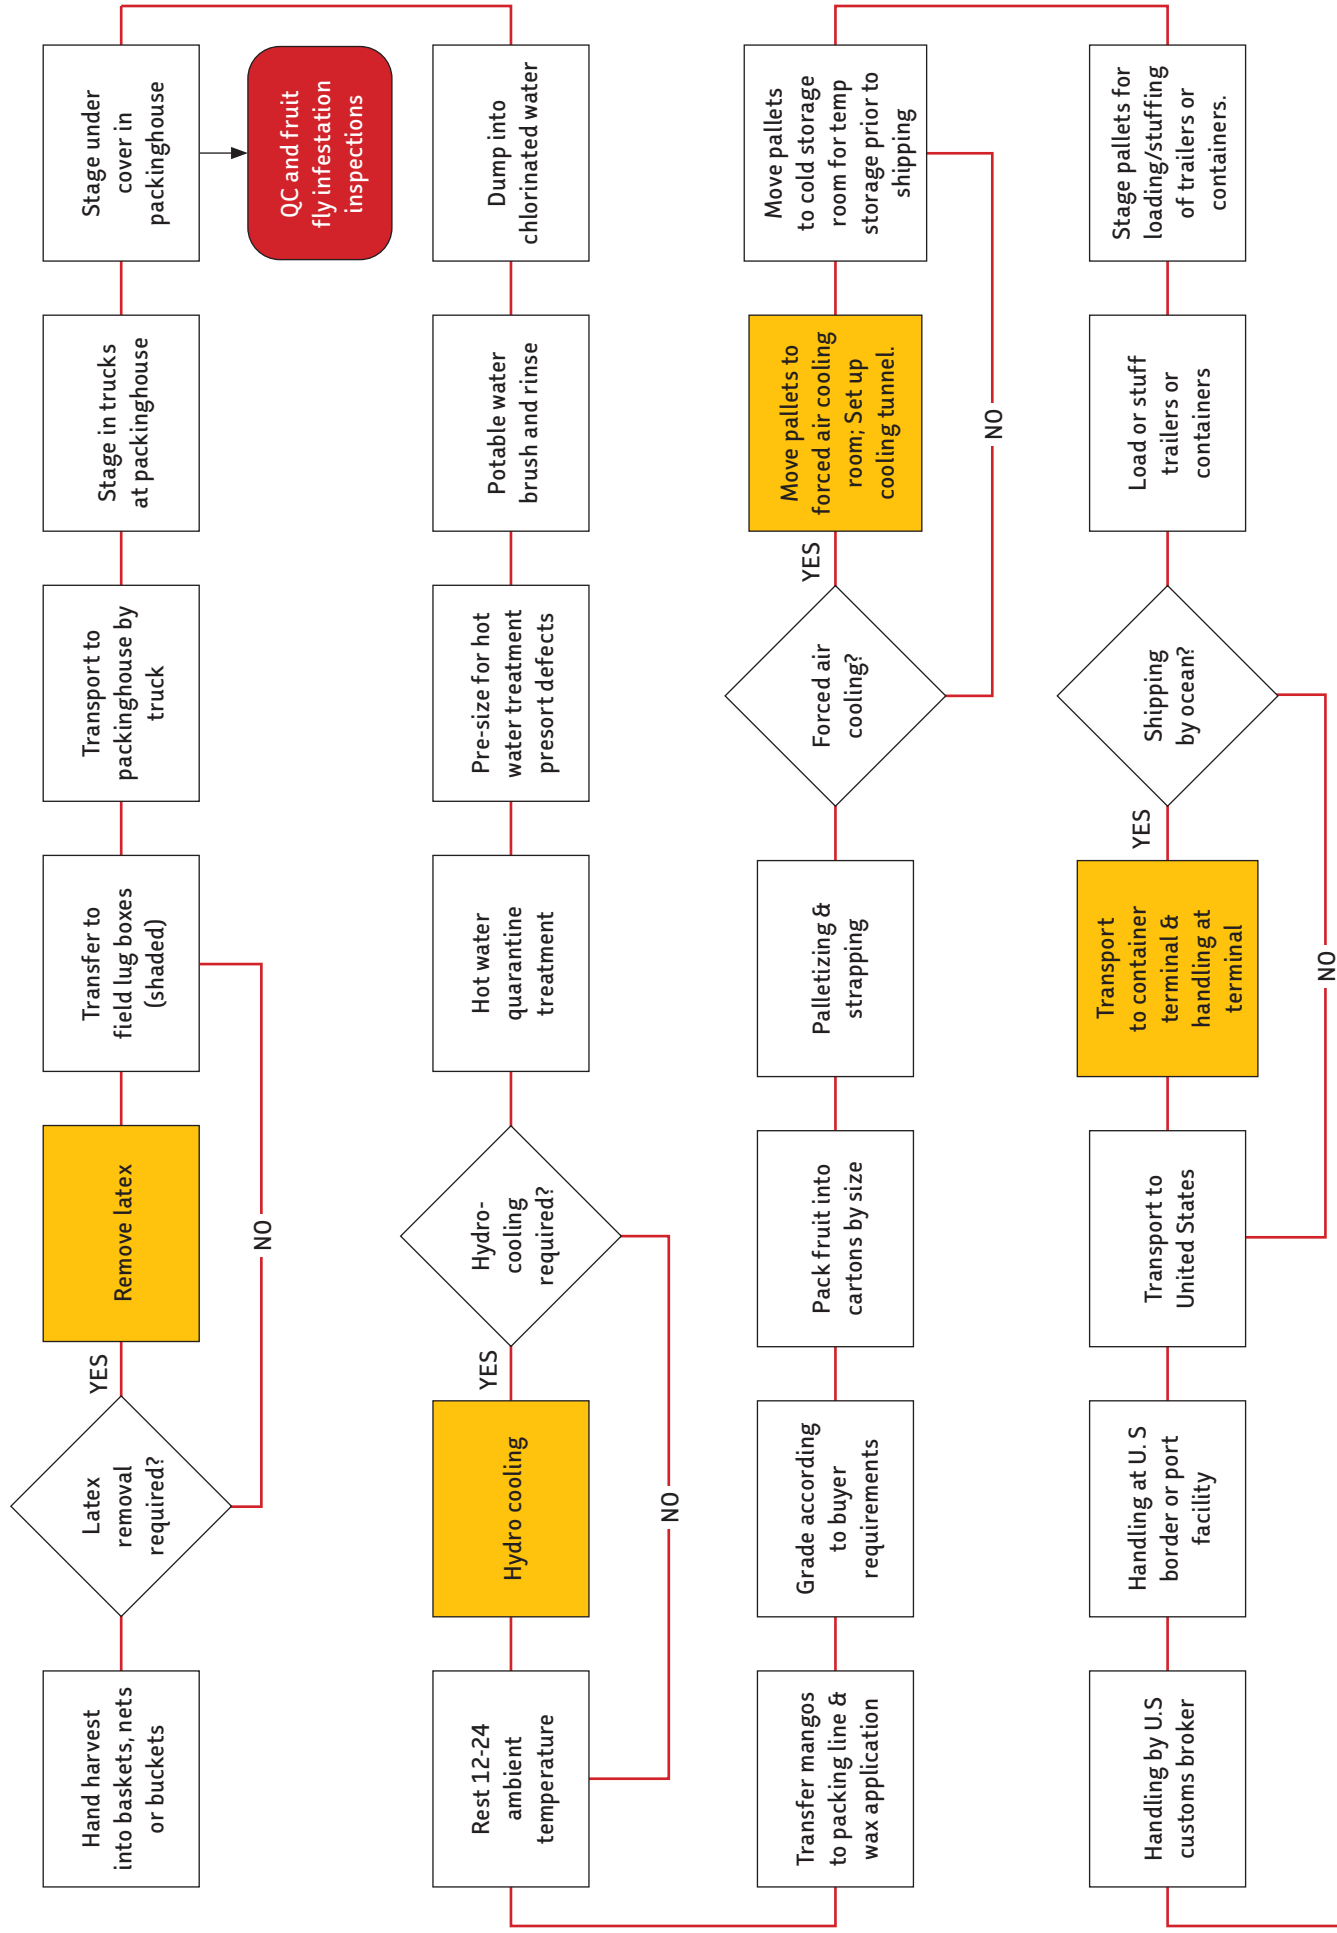 Hand harvest
into baskets, nets
or buckets
Latex
removal
required?
YES
NO
Remove latex
Transfer to
field lug boxes
(shaded)
Transport to
packinghouse by
truck
Stage in trucks
at packinghouse
Stage under
cover in
packinghouse
QC and fruit
fly infestation
inspections
Dump into
chlorinated water
Potable water
brush and rinse
Pre-size for hot
water treatment
presort defects
Hot water
quarantine
treatment
Hydro-
cooling
required?
YES
NO
Hydro cooling
Rest 12-24
ambient
temperature
Transfer mangos
to packing line &
wax application
Grade according
to buyer
requirements
Pack fruit into
cartons by size
Palletizing &
strapping
Forced air
cooling?
YES
NO
Move pallets to
forced air cooling
room; Set up
cooling tunnel.
Move pallets
to cold storage
room for temp
storage prior to
shipping
Stage pallets for
loading/stuffing
of trailers or
containers.
Load or stuff
trailers or
containers
Shipping
by ocean?
YES
NO
Transport
to container
terminal &
handling at
terminal
Transport to
United States
Handling at U. S
border or port
facility
Handling by U.S
customs broker